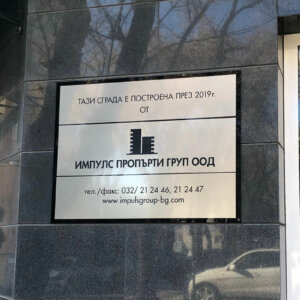 ТАЗИ СГРАДА Е ПОСТРОЕНА ПРЕЗ 2019г.
ОТ
ИМПУЛС ПРОПЪРТИ ГРУП ООД
тел./факс: 032/ 21 24 46, 21 24 47
www.impulsgroup-bg.com